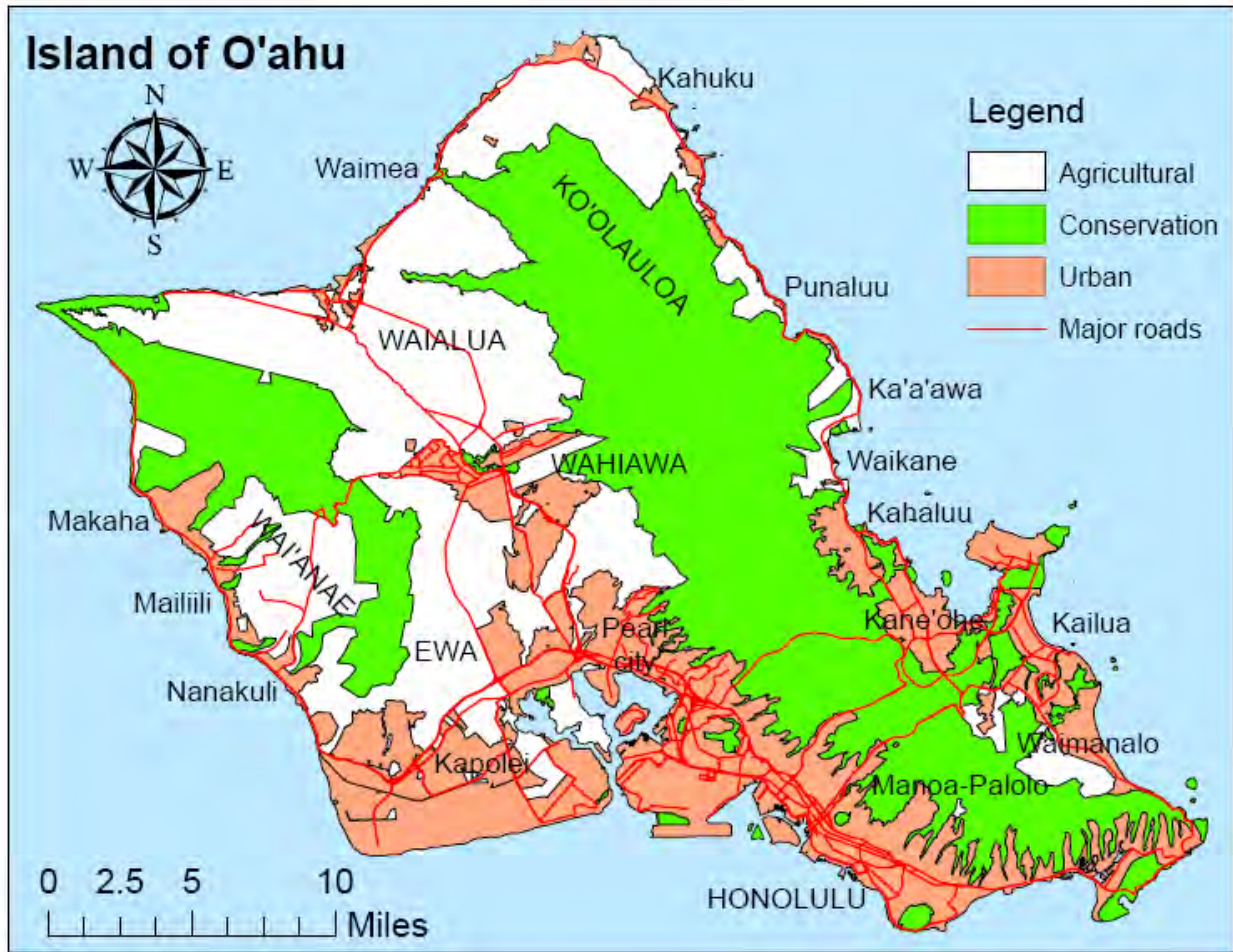 Island of O'ahu
N
W
E
S
Kahuku
Legend
Agricultural
Conservation
Urban
Major roads
Waimea
KO'OLAULOA
Punaluu
WAIALUA
Ka'a'awa
WAHIAWA
Waikane
Makaha
Kahaluu
WAI'ANAE
Mailiili
Kane'ohe
Kailua
Pearl
city
EWA
Nanakuli
Waimanalo
Kapolei
Manoa-Palolo
HONOLULU
0 2.5 5 10
Miles